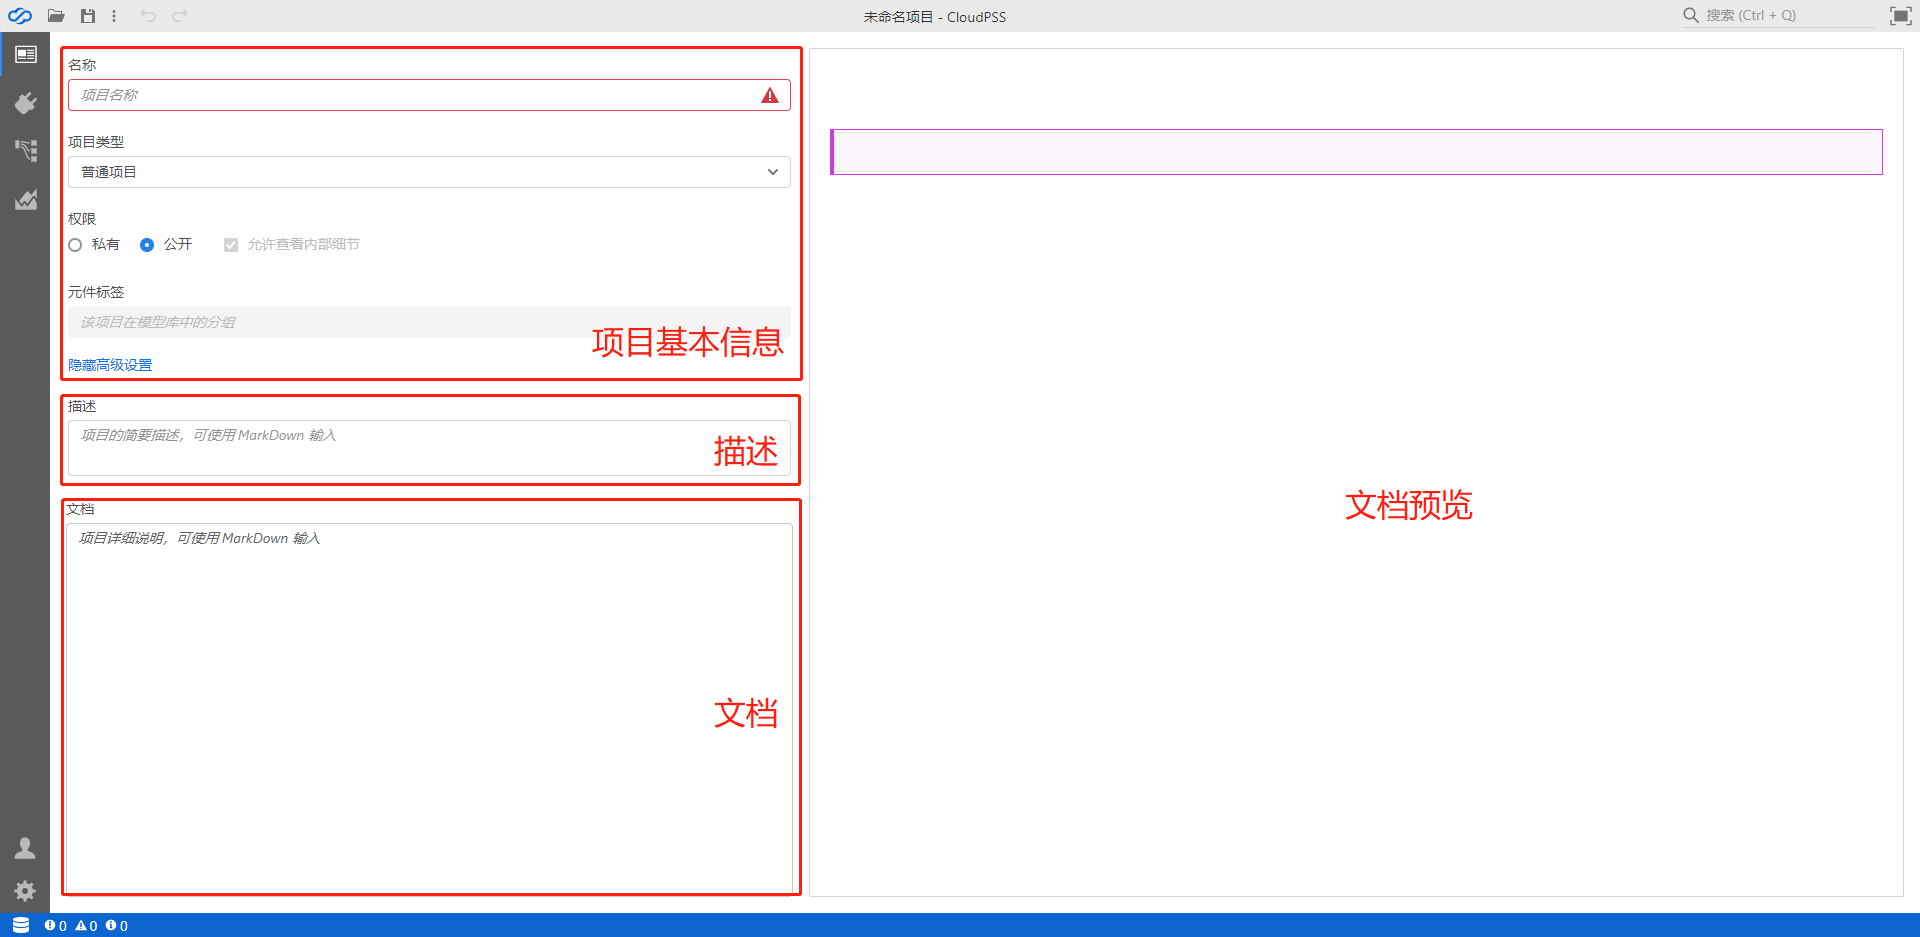 未命名项目 - CloudPSS
搜索 (Ctrl + Q)
名称
项目名称
项目类型
普通项目
权限
私有 公开 允许查看内部细节
元件标签
该项目在模型库中的分组
项目基本信息
隐藏高级设置
描述
项目的简要描述，可使用 MarkDown 输入
描述
文档
项目详细说明，可使用 MarkDown 输入
文档
文档预览
0 0 0